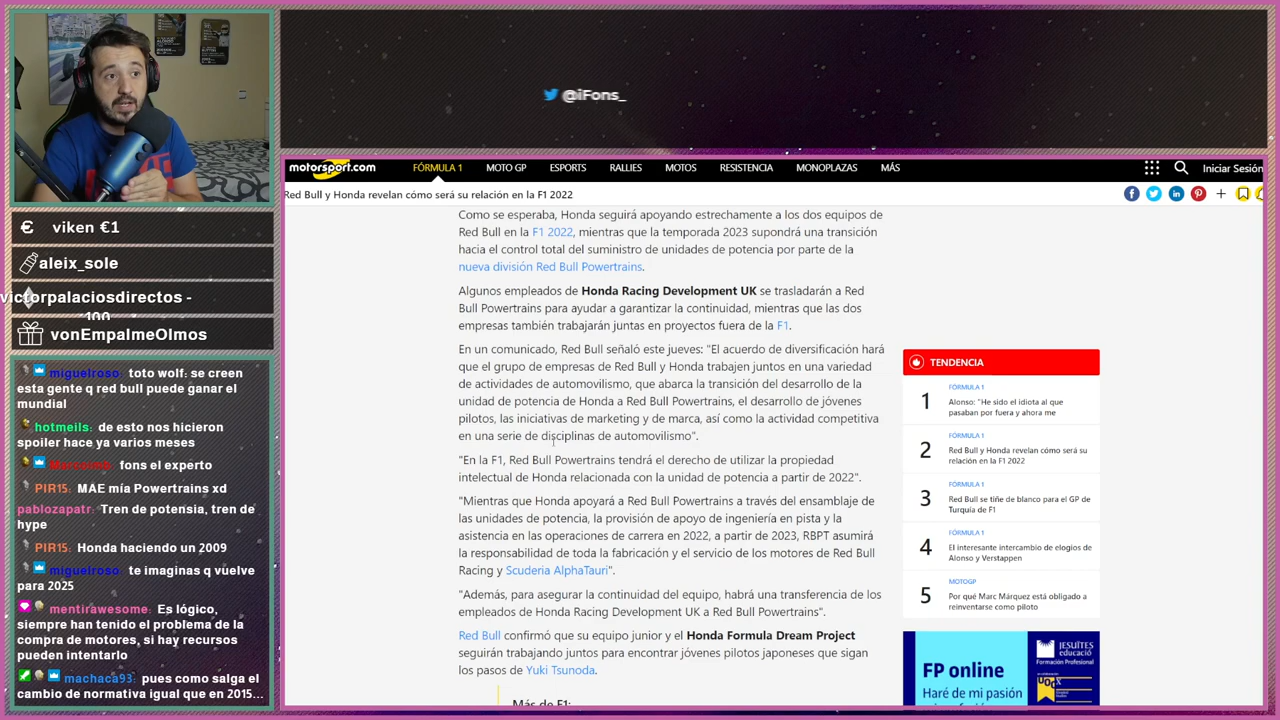 @iFons_
motorsport.com
FÓRMULA 1
MOTO GP
ESPORTS
RALLIES
MOTOS
RESISTENCIA
MONOPLAZAS
MÁS
Iniciar Sesión
Red Bull y Honda revelan cómo será su relación en la F1 2022
€ viken €1
aleix_sole
victorpalaciosdirectos -
100
vonEmpalmeOlmos
miguelroso: toto wolf: se creen
esta gente q red bull puede ganar el
mundial
hotmeils: de esto nos hicieron
spoiler hace ya varios meses
fons el experto
PIR15: MAE mía Powertrains xd
pablozapatr: Tren de potensia, tren de
hype
PIR15: Honda haciendo un 2009
miguelroso: te imaginas q vuelve
para 2025
mentirawesome: Es lógico,
siempre han tenido el problema de la
compra de motores, si hay recursos
pueden intentarlo
machaca93: pues como salga el
cambio de normativa igual que en 2015...
Como se esperaba, Honda seguirá apoyando estrechamente a los dos equipos de
Red Bull en la F1 2022, mientras que la temporada 2023 supondrá una transición
hacia el control total del suministro de unidades de potencia por parte de la
nueva división Red Bull Powertrains.
Algunos empleados de Honda Racing Development UK se trasladarán a Red
Bull Powertrains para ayudar a garantizar la continuidad, mientras que las dos
empresas también trabajarán juntas en proyectos fuera de la F1.
En un comunicado, Red Bull señaló este jueves: "El acuerdo de diversificación hará
que el grupo de empresas de Red Bull y Honda trabajen juntos en una variedad
de actividades de automovilismo, que abarca la transición del desarrollo de la
unidad de potencia de Honda a Red Bull Powertrains, el desarrollo de jóvenes
pilotos, las iniciativas de marketing y de marca, así como la actividad competitiva
en una serie de disciplinas de automovilismo".
"En la F1, Red Bull Powertrains tendrá el derecho de utilizar la propiedad
intelectual de Honda relacionada con la unidad de potencia a partir de 2022".
"Mientras que Honda apoyará a Red Bull Powertrains a través del ensamblaje de
las unidades de potencia, la provisión de apoyo de ingeniería en pista y la
asistencia en las operaciones de carrera en 2022, a partir de 2023, RBPT asumirá
la responsabilidad de toda la fabricación y el servicio de los motores de Red Bull
Racing y Scuderia AlphaTauri".
"Además, para asegurar la continuidad del equipo, habrá una transferencia de los
empleados de Honda Racing Development UK a Red Bull Powertrains".
Red Bull confirmó que su equipo junior y el Honda Formula Dream Project
seguirán trabajando juntos para encontrar jóvenes pilotos japoneses que sigan
los pasos de Yuki Tsunoda.
Más de F1:
TENDENCIA
1
FÓRMULA 1
Alonso: "He sido el idiota al que
pasaban por fuera y ahora me
2
FÓRMULA 1
Red Bull y Honda revelan cómo será su
relación en la F1 2022
3
FÓRMULA 1
Red Bull se tiñe de blanco para el GP de
Turquía de F1
4
FÓRMULA 1
El interesante intercambio de elogios de
Alonso y Verstappen
5
MOTOGP
Por qué Marc Márquez está obligado a
reinventarse como piloto
FP online
Haré de mi pasión
JESUÏTES
educació
Formación Profesional